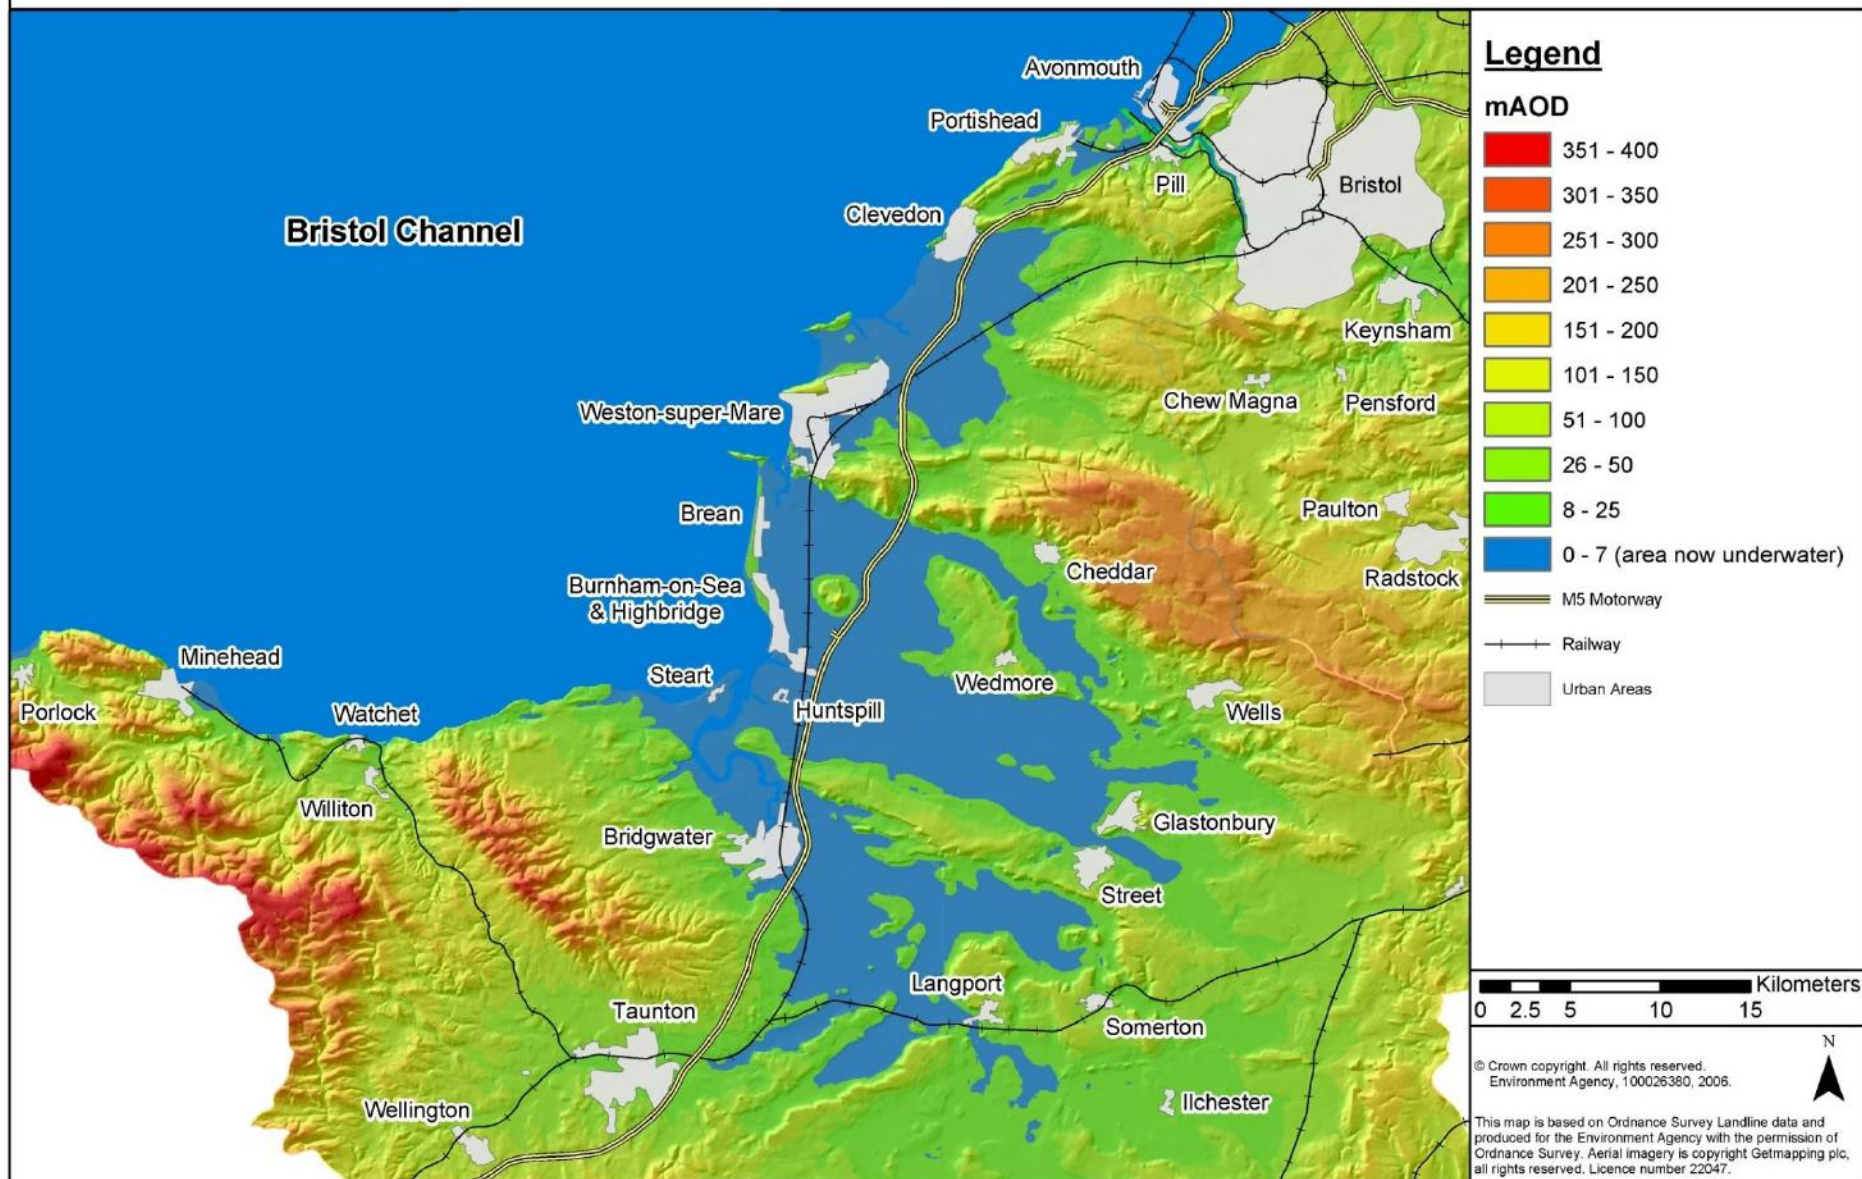 Avonmouth
Portishead
Pill
Bristol
Clevedon
Bristol Channel
Keynsham
Weston-super-Mare
Chew Magna
Pensford
Brean
Paulton
Cheddar
Radstock
Burnham-on-Sea
& Highbridge
Minehead
Steart
Wedmore
Porlock
Watchet
Huntspill
Wells
Williton
Bridgwater
Glastonbury
Street
Langport
Taunton
Somerton
Wellington
Ilchester
Legend
mAOD
351 - 400
301 - 350
251 - 300
201 - 250
151 - 200
101 - 150
51 - 100
26 - 50
8 - 25
0 - 7 (area now underwater)
M5 Motorway
Railway
Urban Areas
Kilometers
0 2.5 5 10 15
N
© Crown copyright. All rights reserved.
Environment Agency, 100026380, 2006.
This map is based on Ordnance Survey Landline data and
produced for the Environment Agency with the permission of
Ordnance Survey. Aerial imagery is copyright Getmapping plc,
all rights reserved. Licence number 22047.